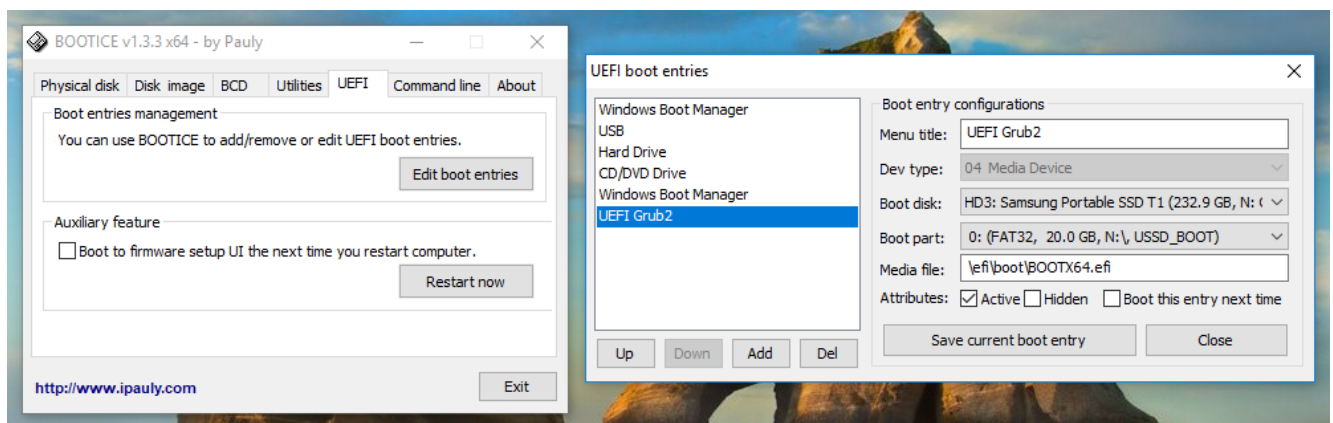 BOOTICE v1.3.3 x64 - by Pauly
Physical disk Disk image BCD Utilities UEFI Command line About
Boot entries management
You can use BOOTICE to add/remove or edit UEFI boot entries.
Edit boot entries
Auxiliary feature
Boot to firmware setup UI the next time you restart computer.
Restart now
http://www.ipauly.com
Exit
UEFI boot entries
Windows Boot Manager
USB
Hard Drive
CD/DVD Drive
Windows Boot Manager
UEFI Grub2
Up Down Add Del
Boot entry configurations
Menu title: UEFI Grub2
Dev type: 04 Media Device
Boot disk: HD3: Samsung Portable SSD T1 (232.9 GB, N: (
Boot part: 0: (FAT32, 20.0 GB, N:\, USSD_BOOT)
Media file: \efi\boot\BOOTX64.efi
Attributes: Active Hidden Boot this entry next time
Save current boot entry Close